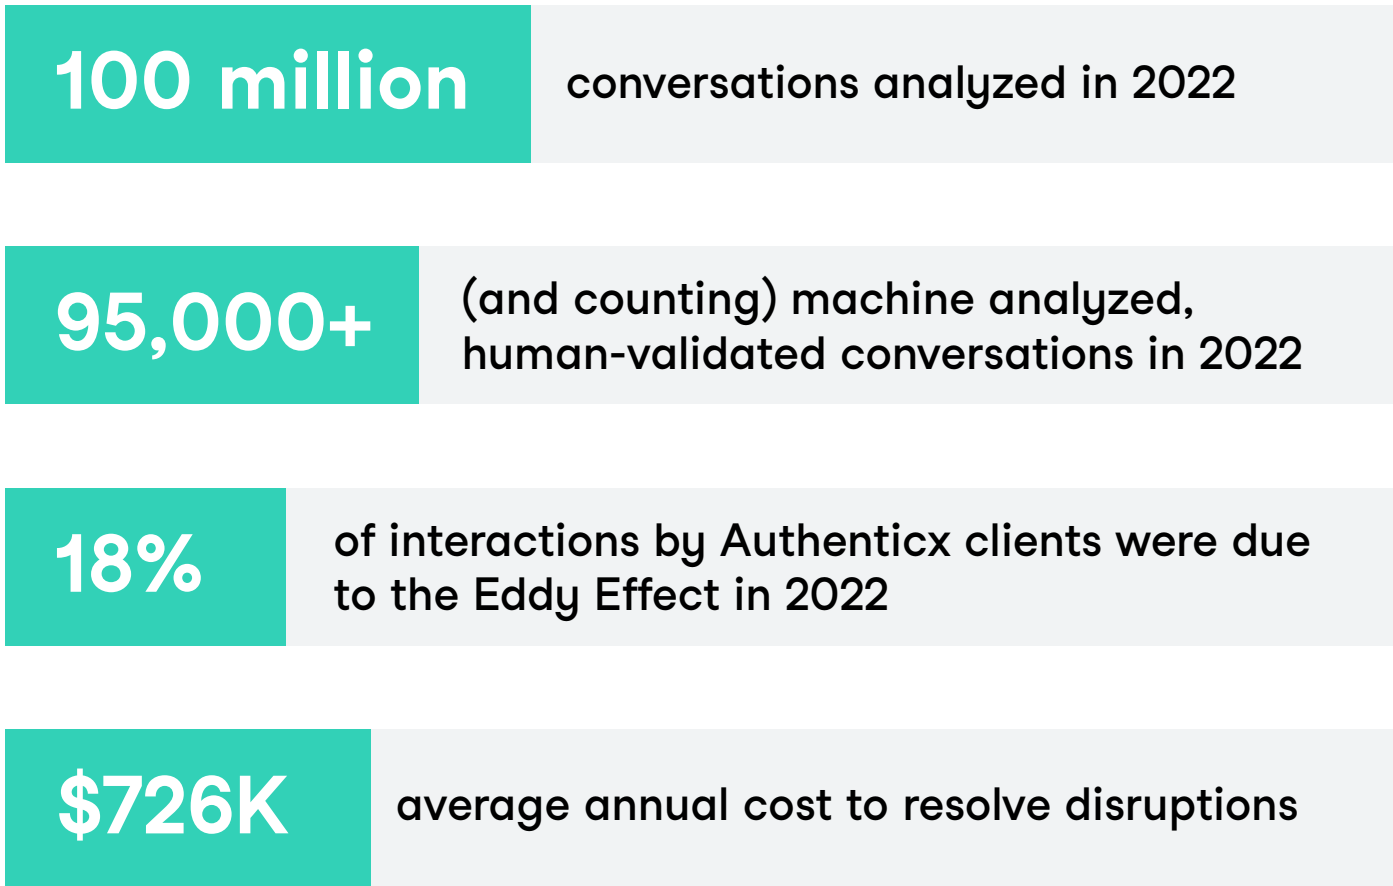 100 million
conversations analyzed in 2022
95,000+
(and counting) machine analyzed,
human-validated conversations in 2022
18%
of interactions by Authenticx clients were due
to the Eddy Effect in 2022
$726K
average annual cost to resolve disruptions